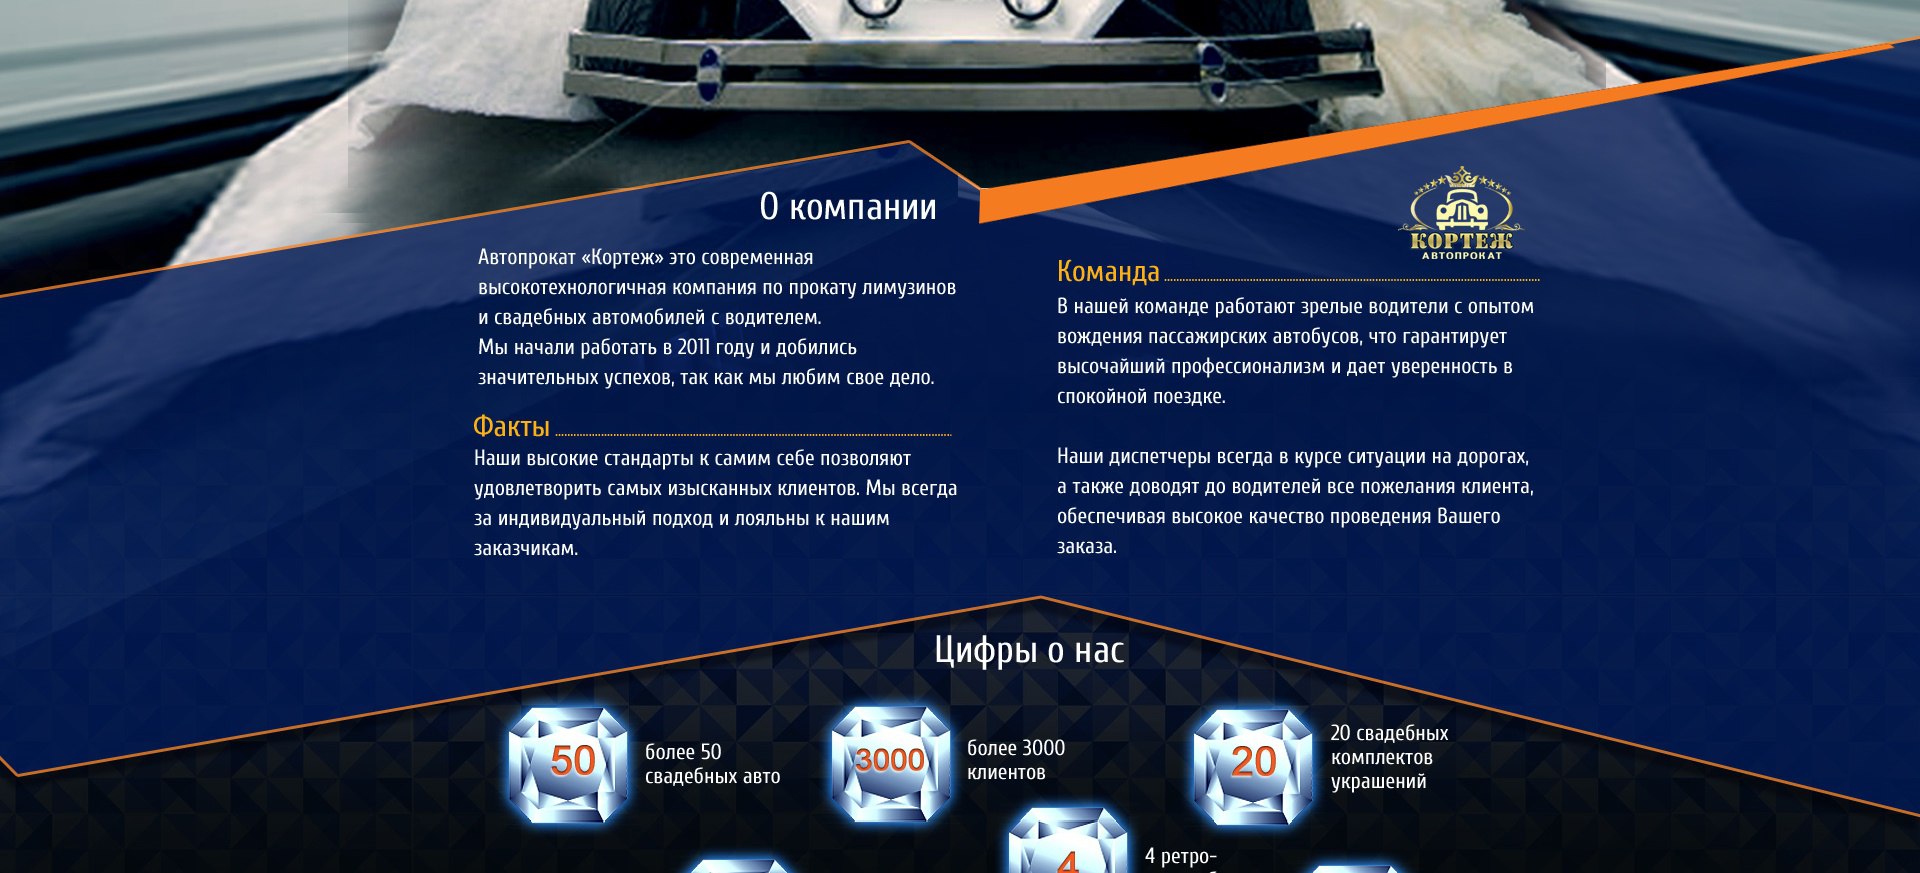 О компании
Автопрокат «Кортеж» это современная
высокотехнологичная компания по прокату лимузинов
и свадебных автомобилей с водителем.
Мы начали работать в 2011 году и добились
значительных успехов, так как мы любим свое дело.
Факты
Наши высокие стандарты к самим себе позволяют
удовлетворить самых изысканных клиентов. Мы всегда
за индивидуальный подход и лояльны к нашим
заказчикам.
КОРТЕЖ
АВТОПРОКАТ
Команда
В нашей команде работают зрелые водители с опытом
вождения пассажирских автобусов, что гарантирует
высочайший профессионализм и дает уверенность в
спокойной поездке.
Наши диспетчеры всегда в курсе ситуации на дорогах,
а также доводят до водителей все пожелания клиента,
обеспечивая высокое качество проведения Вашего
заказа.
Цифры о нас
50
более 50
свадебных авто
3000
более 3000
клиентов
20
20 свадебных
комплектов
украшений
4
4 ретро-